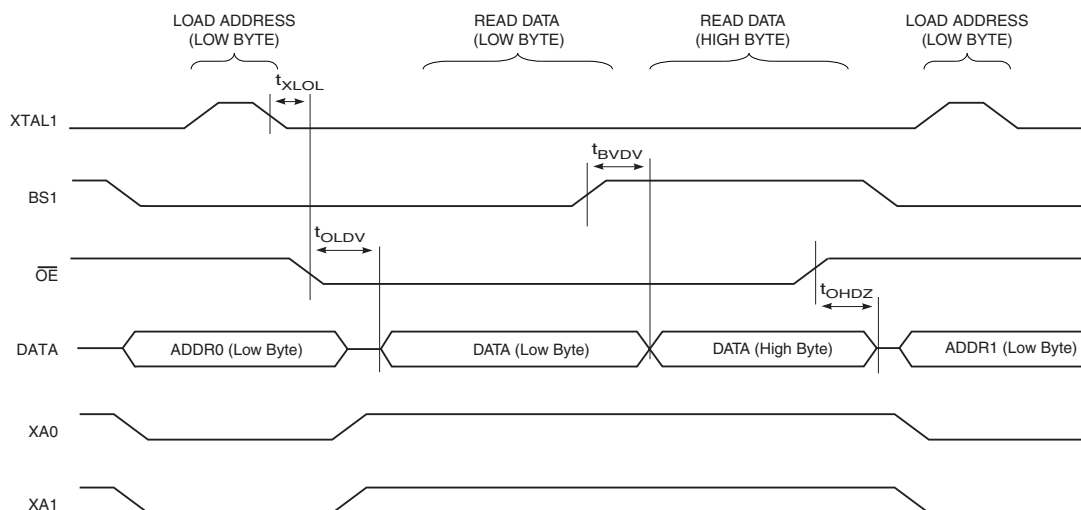 LOAD ADDRESS
(LOW BYTE)
READ DATA
(LOW BYTE)
READ DATA
(HIGH BYTE)
LOAD ADDRESS
(LOW BYTE)
tXLOL
XTAL1
tBVDV
BS1
tOLDV
OE
tOHDZ
DATA
ADDR0 (Low Byte)
DATA (Low Byte)
DATA (High Byte)
ADDR1 (Low Byte)
XA0
XA1